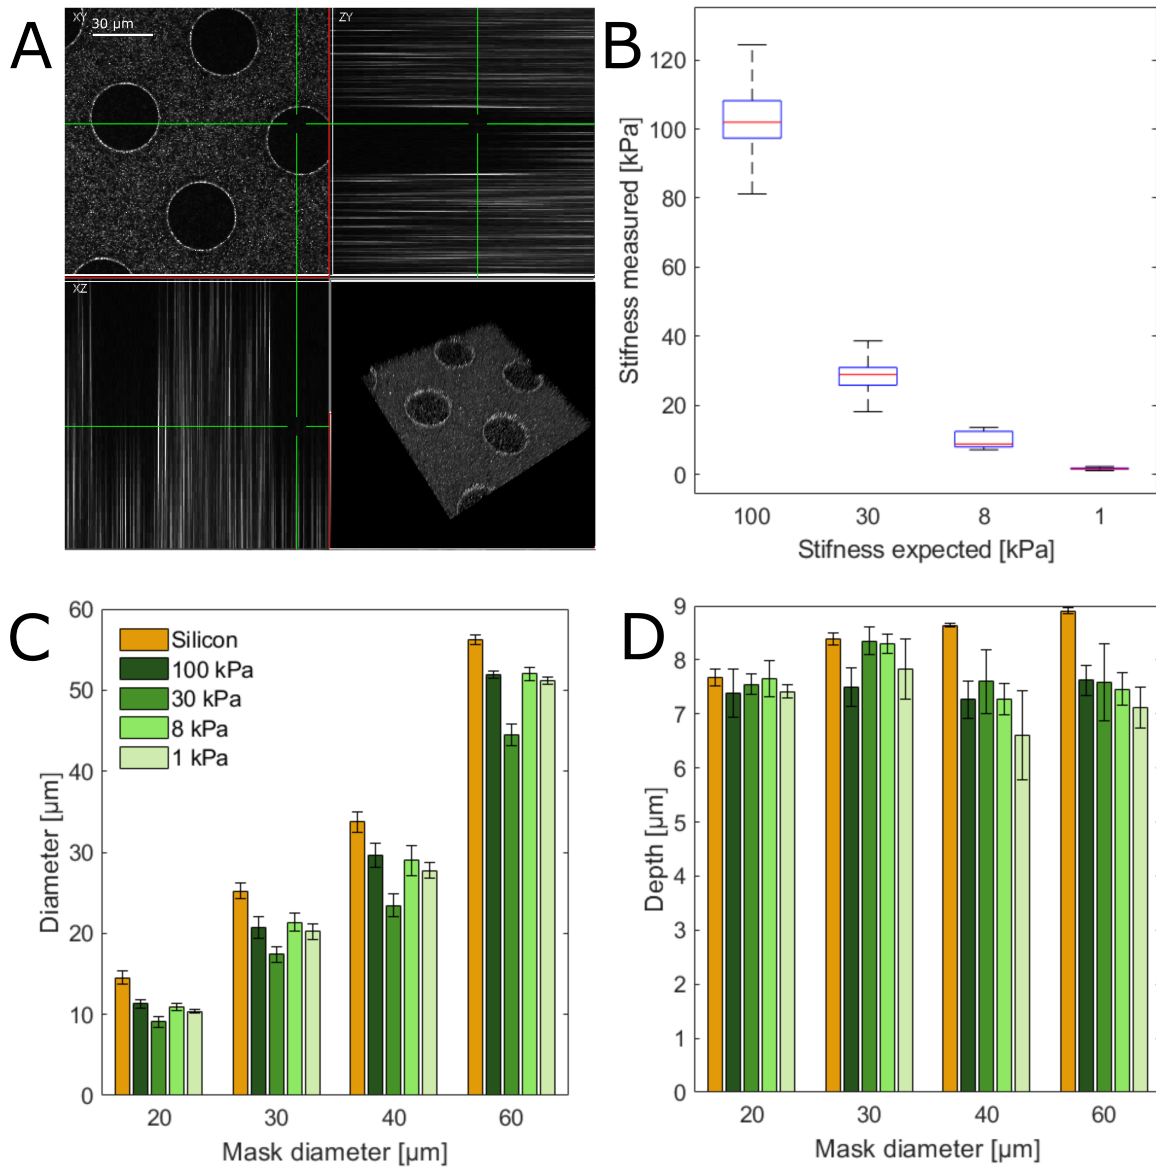 A
XY
30 µm
ZY
XZ
B
Stifness measured [kPa]
120
100
80
60
40
20
0
100 30 8 1
Stifness expected [kPa]
C
Diameter [µm]
60
50
40
30
20
10
0
Silicon
100 kPa
30 kPa
8 kPa
1 kPa
20 30 40 60
Mask diameter [µm]
D
Depth [µm]
9
8
7
6
5
4
3
2
1
0
20 30 40 60
Mask diameter [µm]